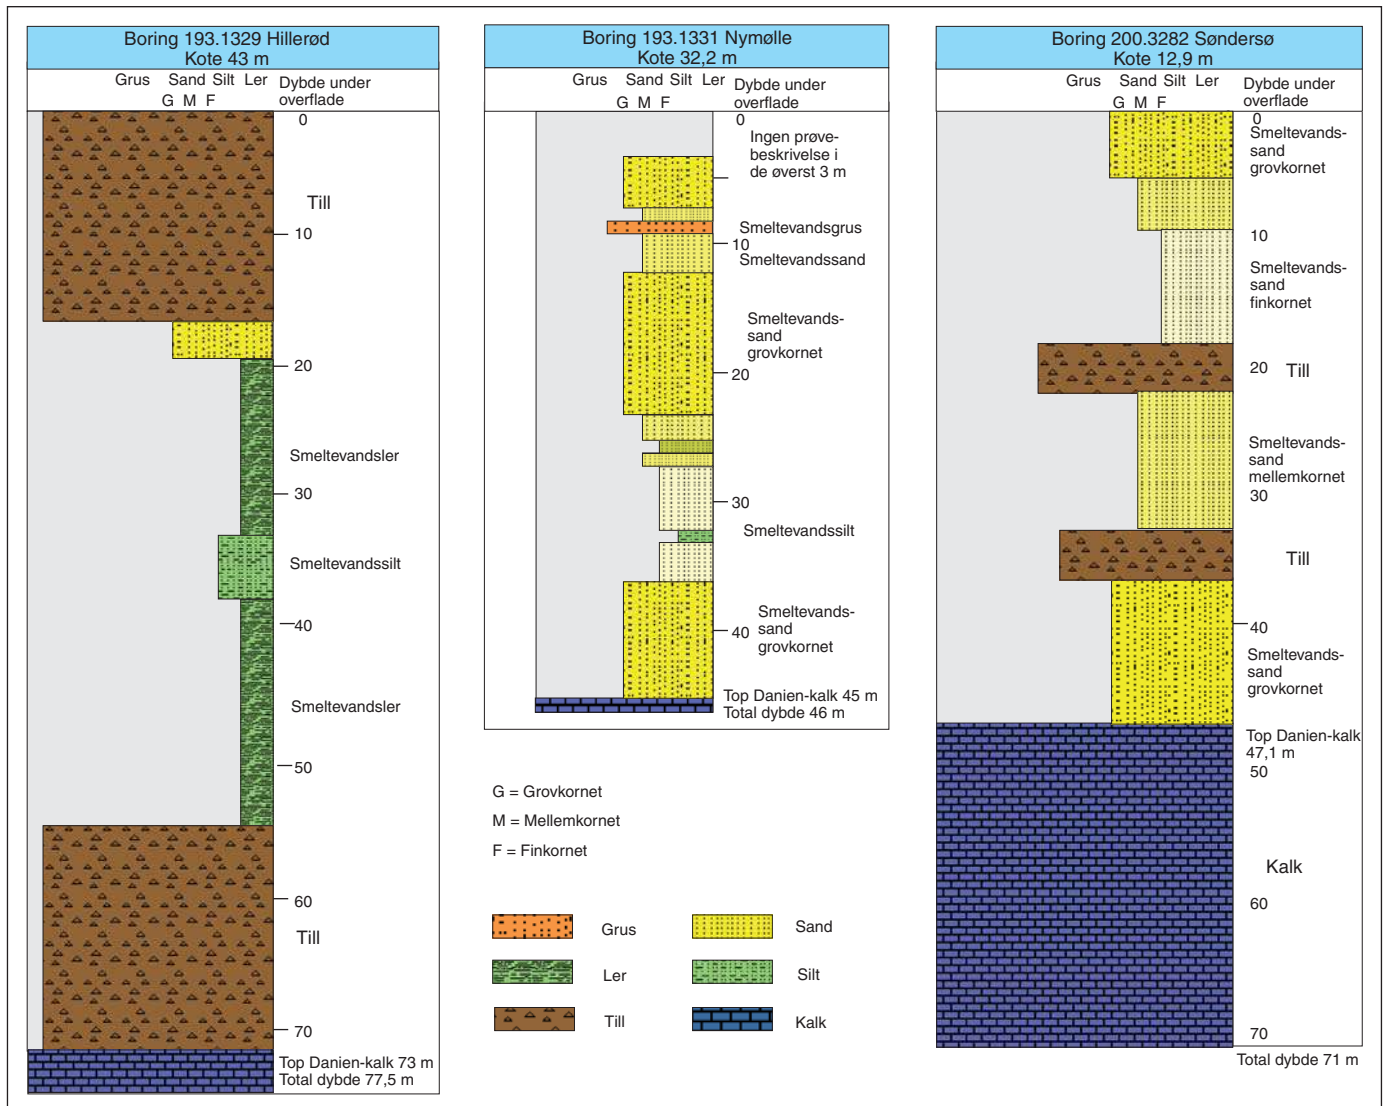 Boring 193.1329 Hillerød
Kote 43 m
Grus Sand Silt Ler
G M F
Dybde under
overflade
0
Till
10
20
Smeltevandsler
30
Smeltevandssilt
40
Smeltevandsler
50
60
Till
70
Top Danien-kalk 73 m
Total dybde 77,5 m
Boring 193.1331 Nymølle
Kote 32,2 m
Grus Sand Silt Ler
G M F
Dybde under
overflade
0
Ingen prøve-
beskrivelse i
de øverst 3 m
Smeltevandsgrus
10
Smeltevandssand
Smeltevands-
sand
grovkornet
20
30
Smeltevandssilt
Smeltevands-
sand
grovkornet
40
Top Danien-kalk 45 m
Total dybde 46 m
G = Grovkornet
M = Mellemkornet
F = Finkornet
Grus
Sand
Ler
Silt
Till
Kalk
Boring 200.3282 Søndersø
Kote 12,9 m
Grus Sand Silt Ler
G M F
Dybde under
overflade
0
Smeltevands-
sand
grovkornet
10
Smeltevands-
sand
finkornet
20 Till
Smeltevands-
sand
mellemkornet
30
Till
40
Smeltevands-
sand
grovkornet
Top Danien-kalk
47,1 m
50
Kalk
60
70
Total dybde 71 m